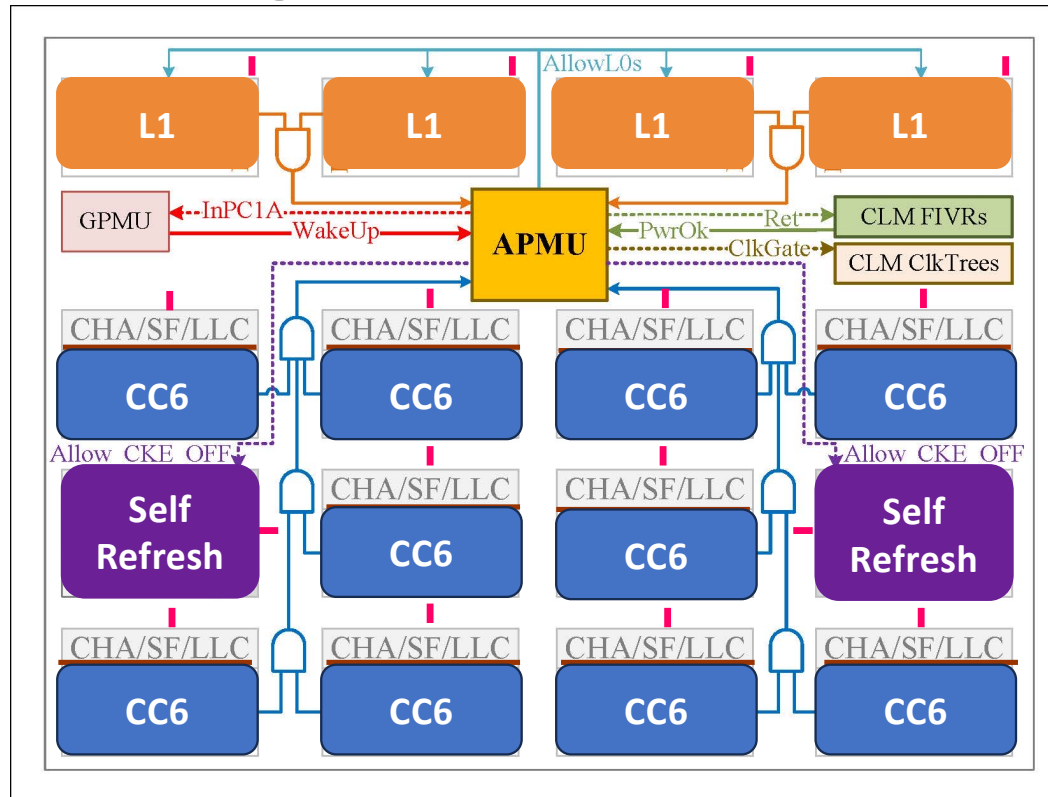 AllowL0s
L1 L1 L1 L1
GPMU InPC1A APMU Ret CLM FIVRs
WakeUp PwrOk
ClkGate CLM ClkTrees
CHA/SF/LLC CHA/SF/LLC CHA/SF/LLC CHA/SF/LLC
CC6 CC6 CC6 CC6
Allow CKE OFF Allow CKE OFF
Self CHA/SF/LLC CHA/SF/LLC Self
Refresh CC6 CC6 Refresh
CHA/SF/LLC CHA/SF/LLC CHA/SF/LLC CHA/SF/LLC
CC6 CC6 CC6 CC6